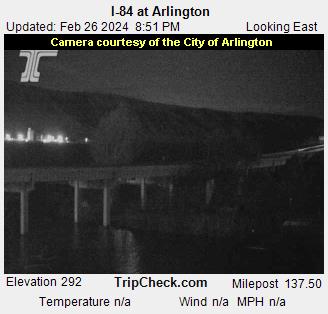 I-84 at Arlington
Updated: Feb 26 2024 8:51 PM Looking East
Camera courtesy of the City of Arlington
Elevation 292 TripCheck.com Milepost 137.50
Temperature n/a Wind n/a MPH n/a